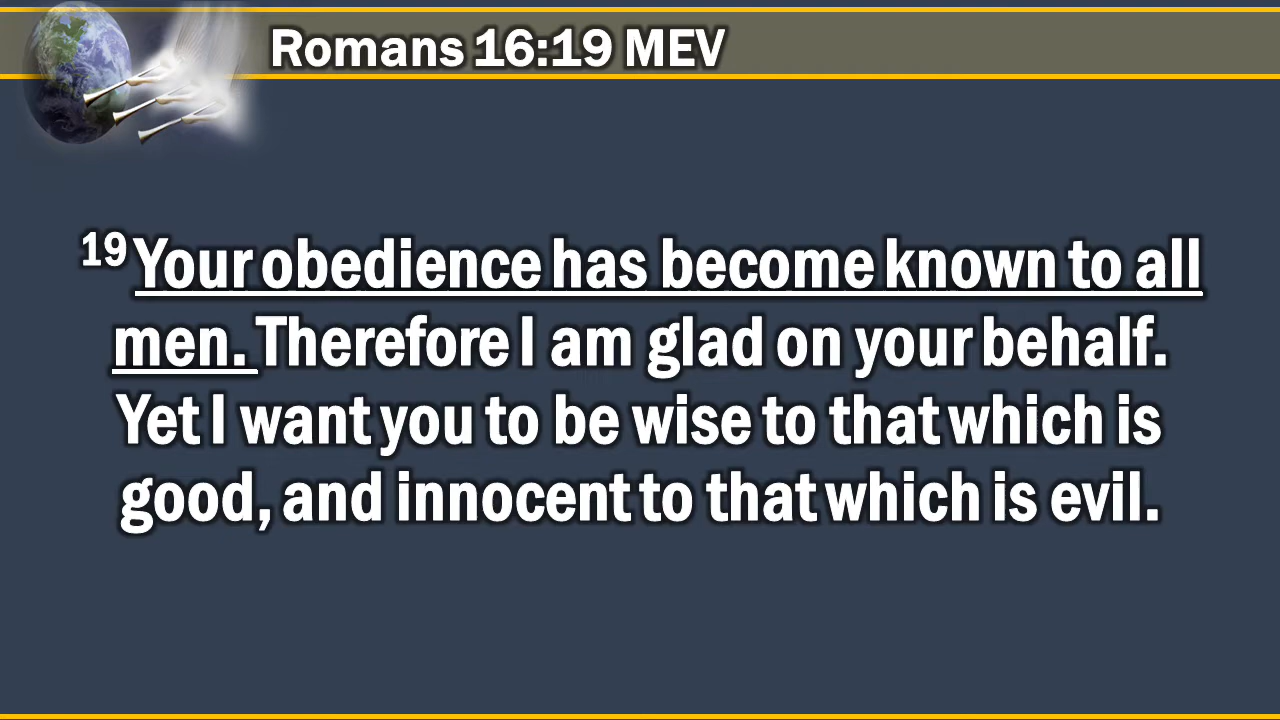 Romans 16:19 MEV
19 Your obedience has become known to all
men. Therefore I am glad on your behalf.
Yet I want you to be wise to that which is
good, and innocent to that which is evil.